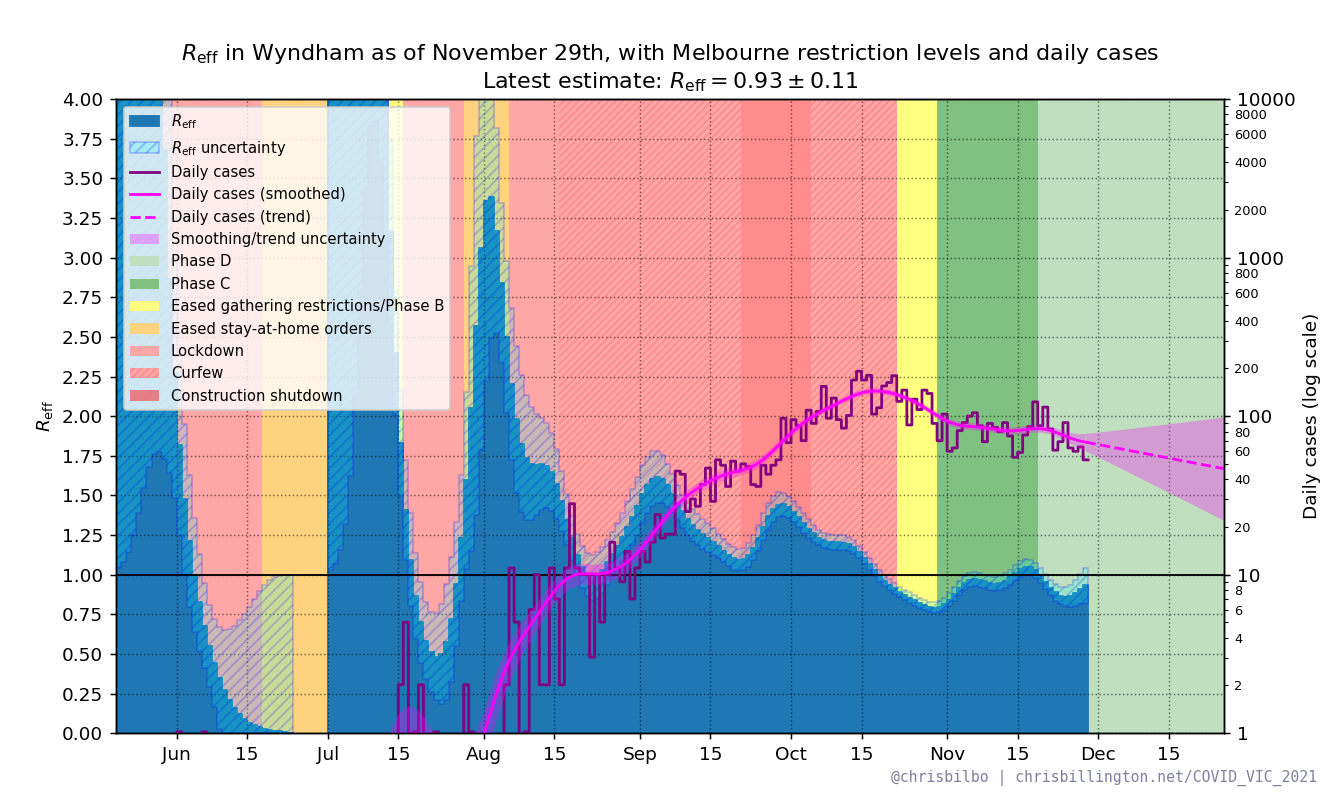 Reff in Wyndham as of November 29th, with Melbourne restriction levels and daily cases
Latest estimate: Reff = 0.93 ± 0.11
Reff
4.00
3.75
3.50
3.25
3.00
2.75
2.50
2.25
2.00
1.75
1.50
1.25
1.00
0.75
0.50
0.25
0.00
Reff
Reff uncertainty
Daily cases
Daily cases (smoothed)
Daily cases (trend)
Smoothing/trend uncertainty
Phase D
Phase C
Eased gathering restrictions/Phase B
Eased stay-at-home orders
Lockdown
Curfew
Construction shutdown
10000
8000
6000
4000
2000
1000
800
600
400
200
100
80
60
40
20
10
8
6
4
2
1
Daily cases (log scale)
Jun 15 Jul 15 Aug 15 Sep 15 Oct 15 Nov 15 Dec 15
@chrisbilbo | chrisbillington.net/COVID_VIC_2021